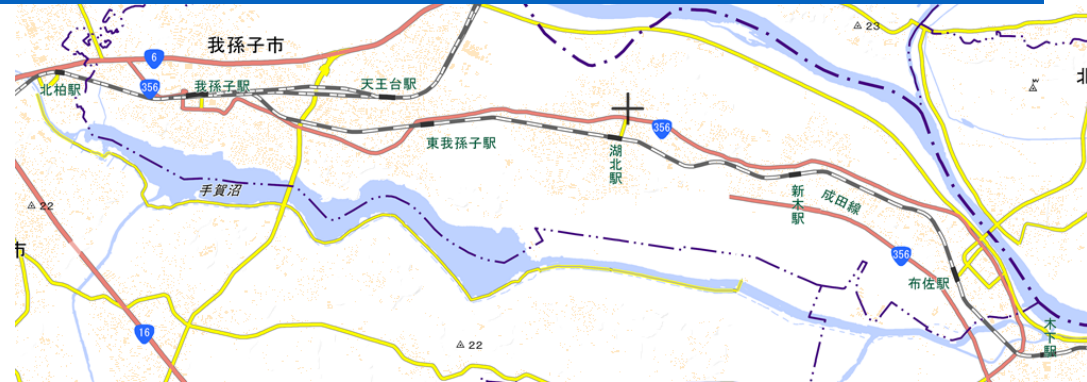 我孫子市
23
北
6
北柏駅
356
我孫子駅
天王台駅
東我孫子駅
356
湖北駅
手賀沼
22
新木駅
成田線
市
356
布佐駅
16
22
木下駅